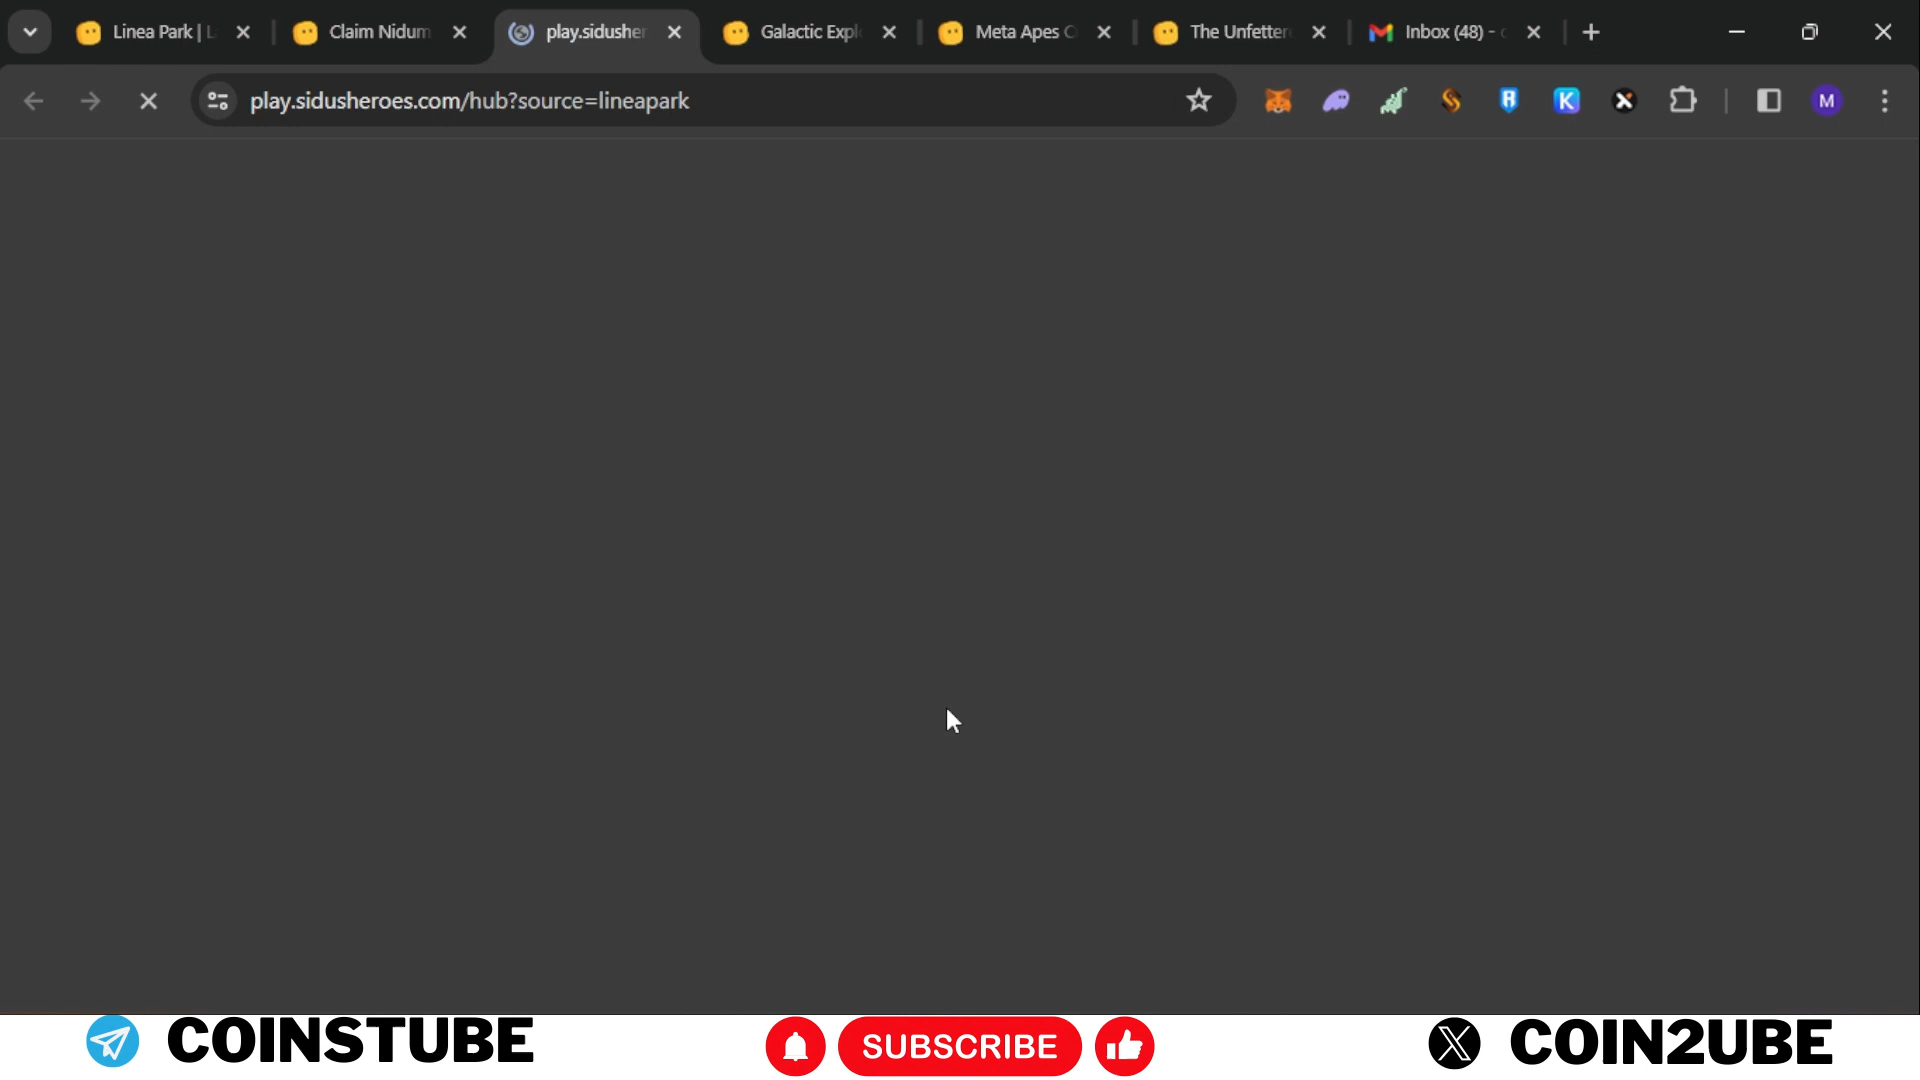 Linea Park | L
Claim Nidum
play.sidusher
Galactic Expl
Meta Apes C
The Unfetter
Inbox (48) - c
play.sidusheroes.com/hub?source=lineapark
M
COINSTUBE
SUBSCRIBE
COIN2UBE